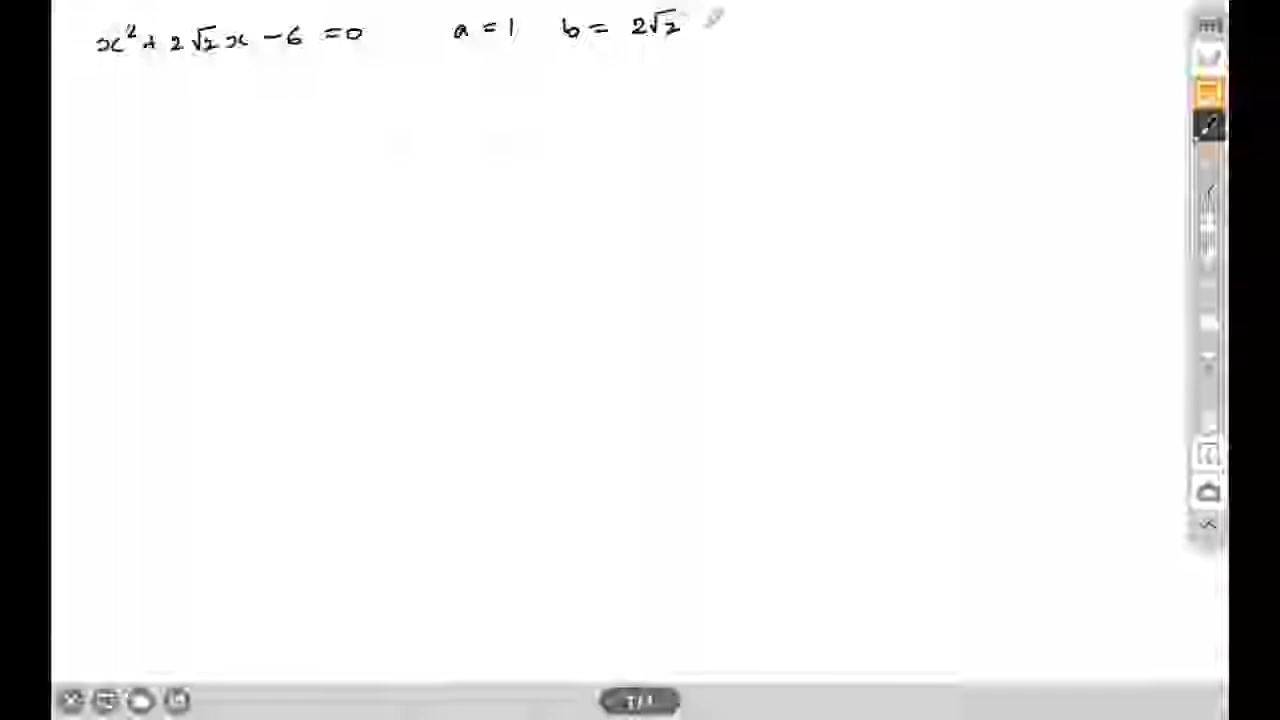 x² + 2√2 x - 6 = 0 a = 1 b = 2√2